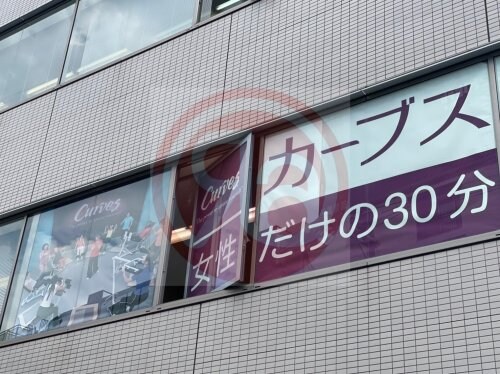 Curves
Curves
カーブス
女性
だけの30分